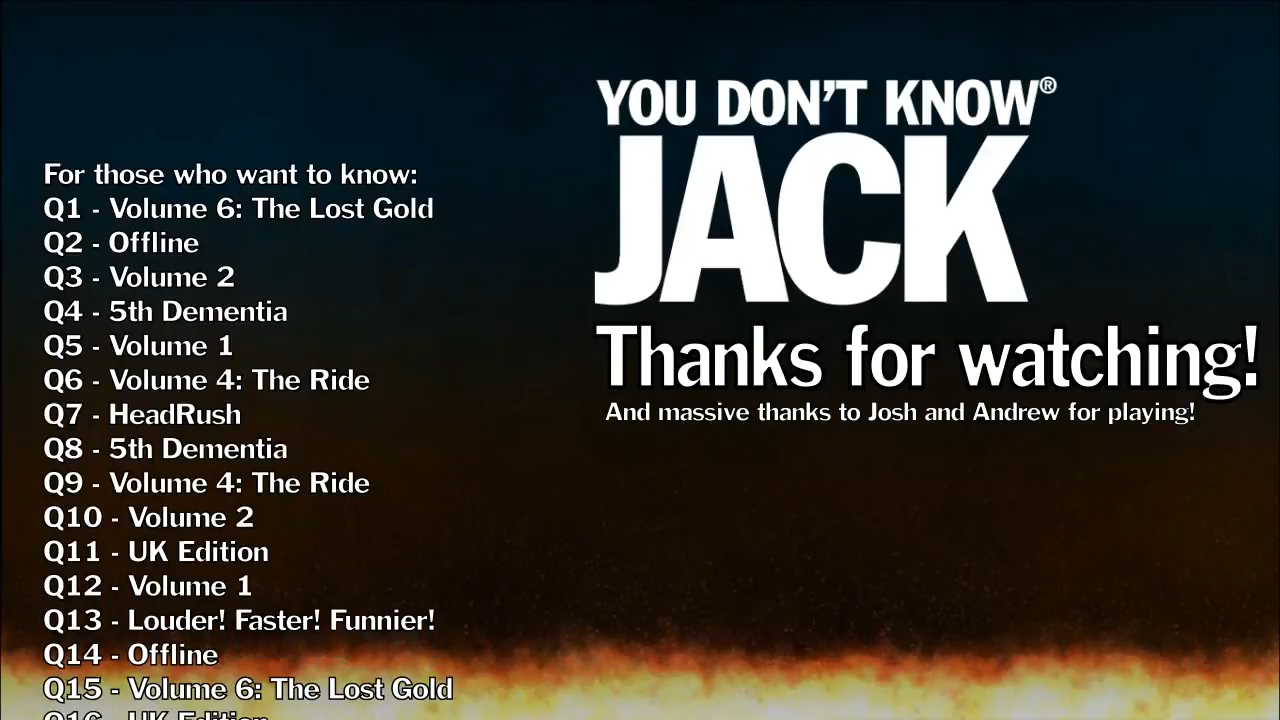 YOU DON'T KNOW®
JACK
Thanks for watching!
And massive thanks to Josh and Andrew for playing!
For those who want to know:
Q1 - Volume 6: The Lost Gold
Q2 - Offline
Q3 - Volume 2
Q4 - 5th Dementia
Q5 - Volume 1
Q6 - Volume 4: The Ride
Q7 - HeadRush
Q8 - 5th Dementia
Q9 - Volume 4: The Ride
Q10 - Volume 2
Q11 - UK Edition
Q12 - Volume 1
Q13 - Louder! Faster! Funnier!
Q14 - Offline
Q15 - Volume 6: The Lost Gold
Q16 - UK Edition